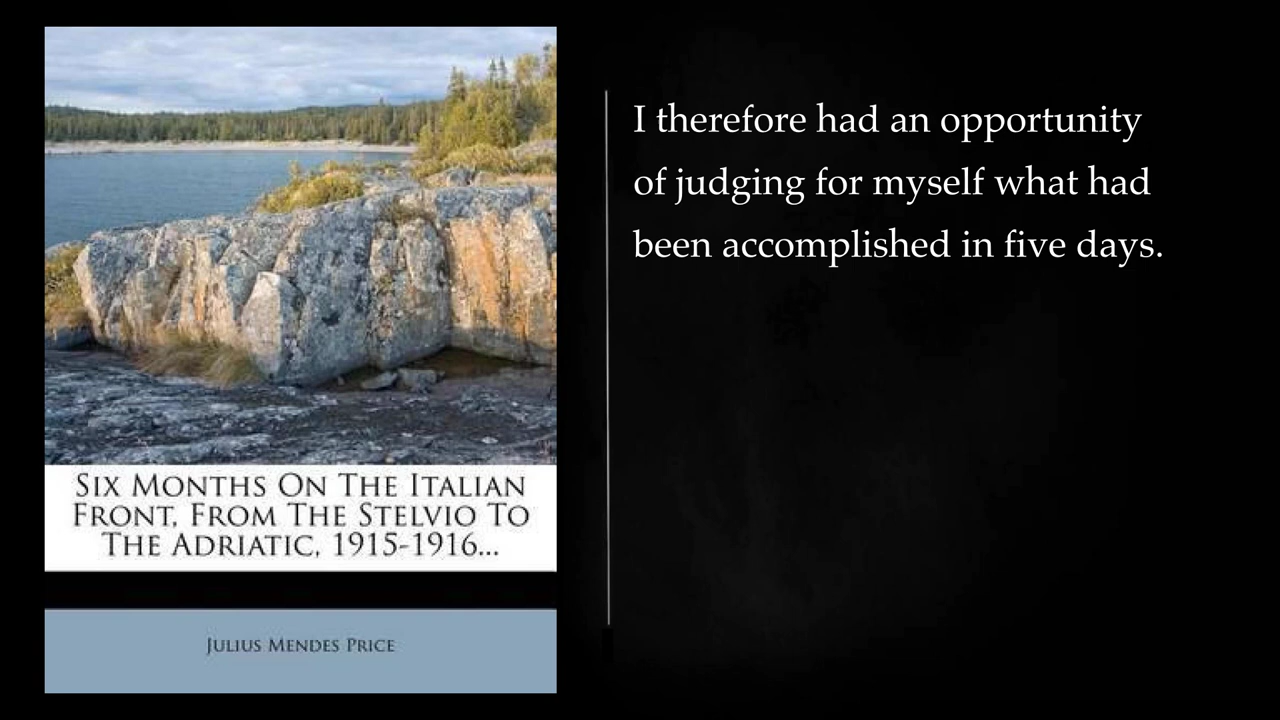 Six Months On The Italian
Front, From The Stelvio To
The Adriatic, 1915-1916...
Julius Mendes Price
I therefore had an opportunity
of judging for myself what had
been accomplished in five days.